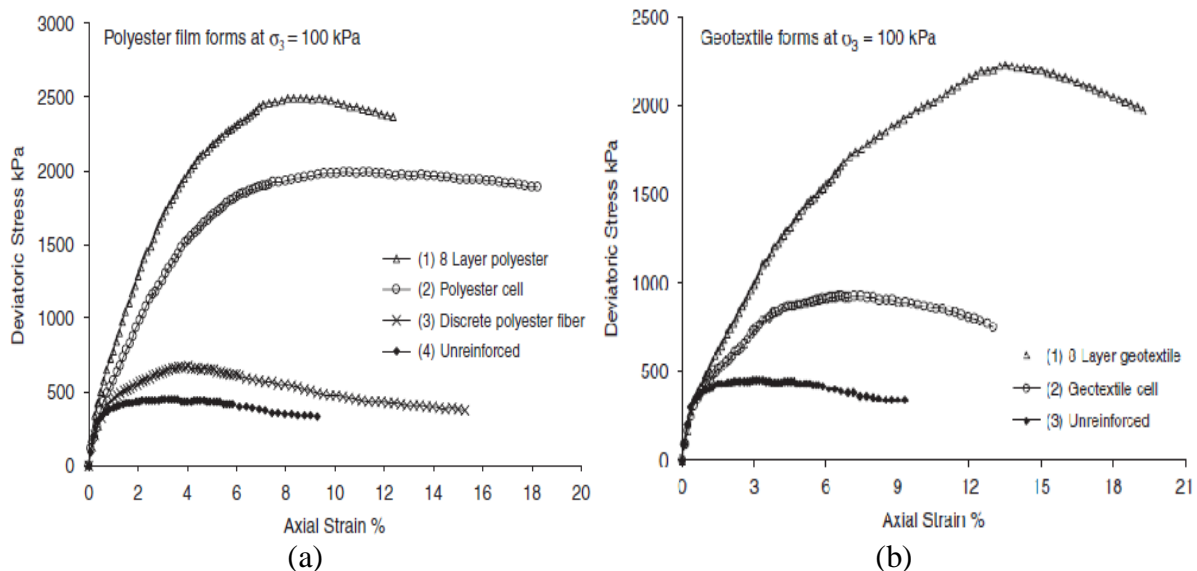 Polyester film forms at σ₃ = 100 kPa
Deviatoric Stress kPa
3000
2500
2000
1500
1000
500
0
(1) 8 Layer polyester
(2) Polyester cell
(3) Discrete polyester fiber
(4) Unreinforced
0 2 4 6 8 10 12 14 16 18 20
Axial Strain %
(a)
Geotextile forms at σ₃ = 100 kPa
Deviatoric Stress kPa
2500
2000
1500
1000
500
0
(1) 8 Layer geotextile
(2) Geotextile cell
(3) Unreinforced
0 3 6 9 12 15 18 21
Axial Strain %
(b)